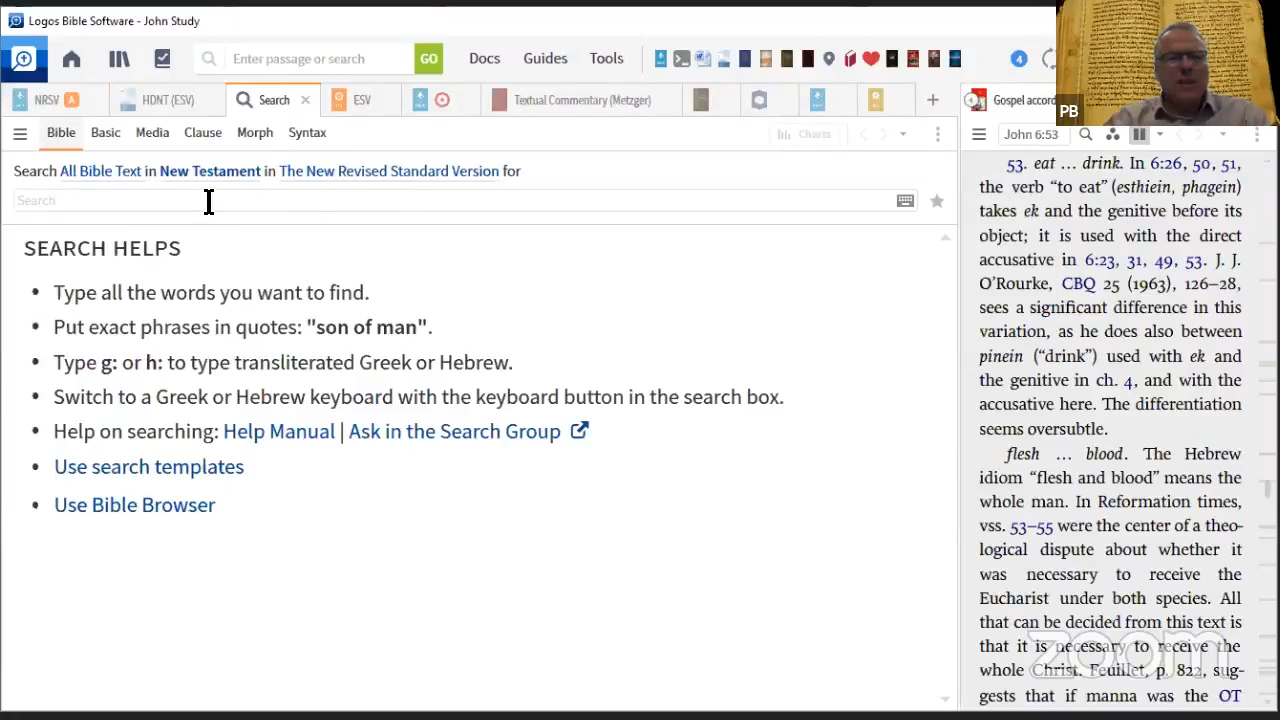 Logos Bible Software - John Study
Enter passage or search
GO
Docs
Guides
Tools
4
NRSV A
HDNT (ESV)
Search
ESV
Textual Commentary (Metzger)
Gospel accor
PB
Bible
Basic
Media
Clause
Morph
Syntax
Charts
John 6:53
Search All Bible Text in New Testament in The New Revised Standard Version for
Search
SEARCH HELPS
• Type all the words you want to find.
• Put exact phrases in quotes: "son of man".
• Type g: or h: to type transliterated Greek or Hebrew.
• Switch to a Greek or Hebrew keyboard with the keyboard button in the search box.
• Help on searching: Help Manual | Ask in the Search Group
• Use search templates
• Use Bible Browser
53. eat … drink. In 6:26, 50, 51,
the verb “to eat” (esthiein, phagein)
takes ek and the genitive before its
object; it is used with the direct
accusative in 6:23, 31, 49, 53. J. J.
O’Rourke, CBQ 25 (1963), 126–28,
sees a significant difference in this
variation, as he does also between
pinein (“drink”) used with ek and
the genitive in ch. 4, and with the
accusative here. The differentiation
seems oversubtle.
flesh … blood. The Hebrew
idiom “flesh and blood” means the
whole man. In Reformation times,
vss. 53–55 were the center of a theo-
logical dispute about whether it
was necessary to receive the
Eucharist under both species. All
that can be decided from this text is
that it is necessary to receive the
whole Christ. Feuillet, p. 822, sug-
gests that if manna was the OT
zoom